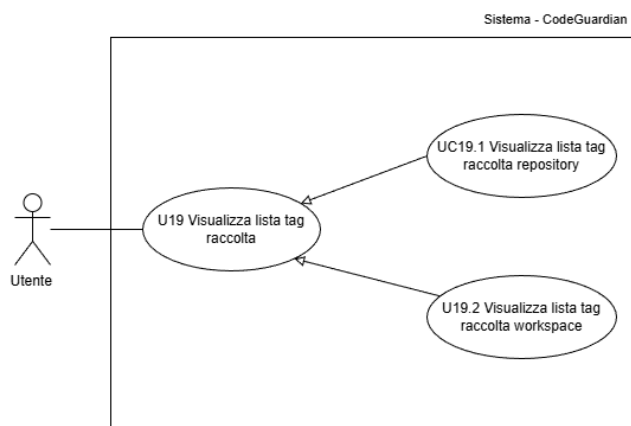 Sistema - CodeGuardian
UC19.1 Visualizza lista tag
raccolta repository
U19 Visualizza lista tag
raccolta
Utente
U19.2 Visualizza lista tag
raccolta workspace